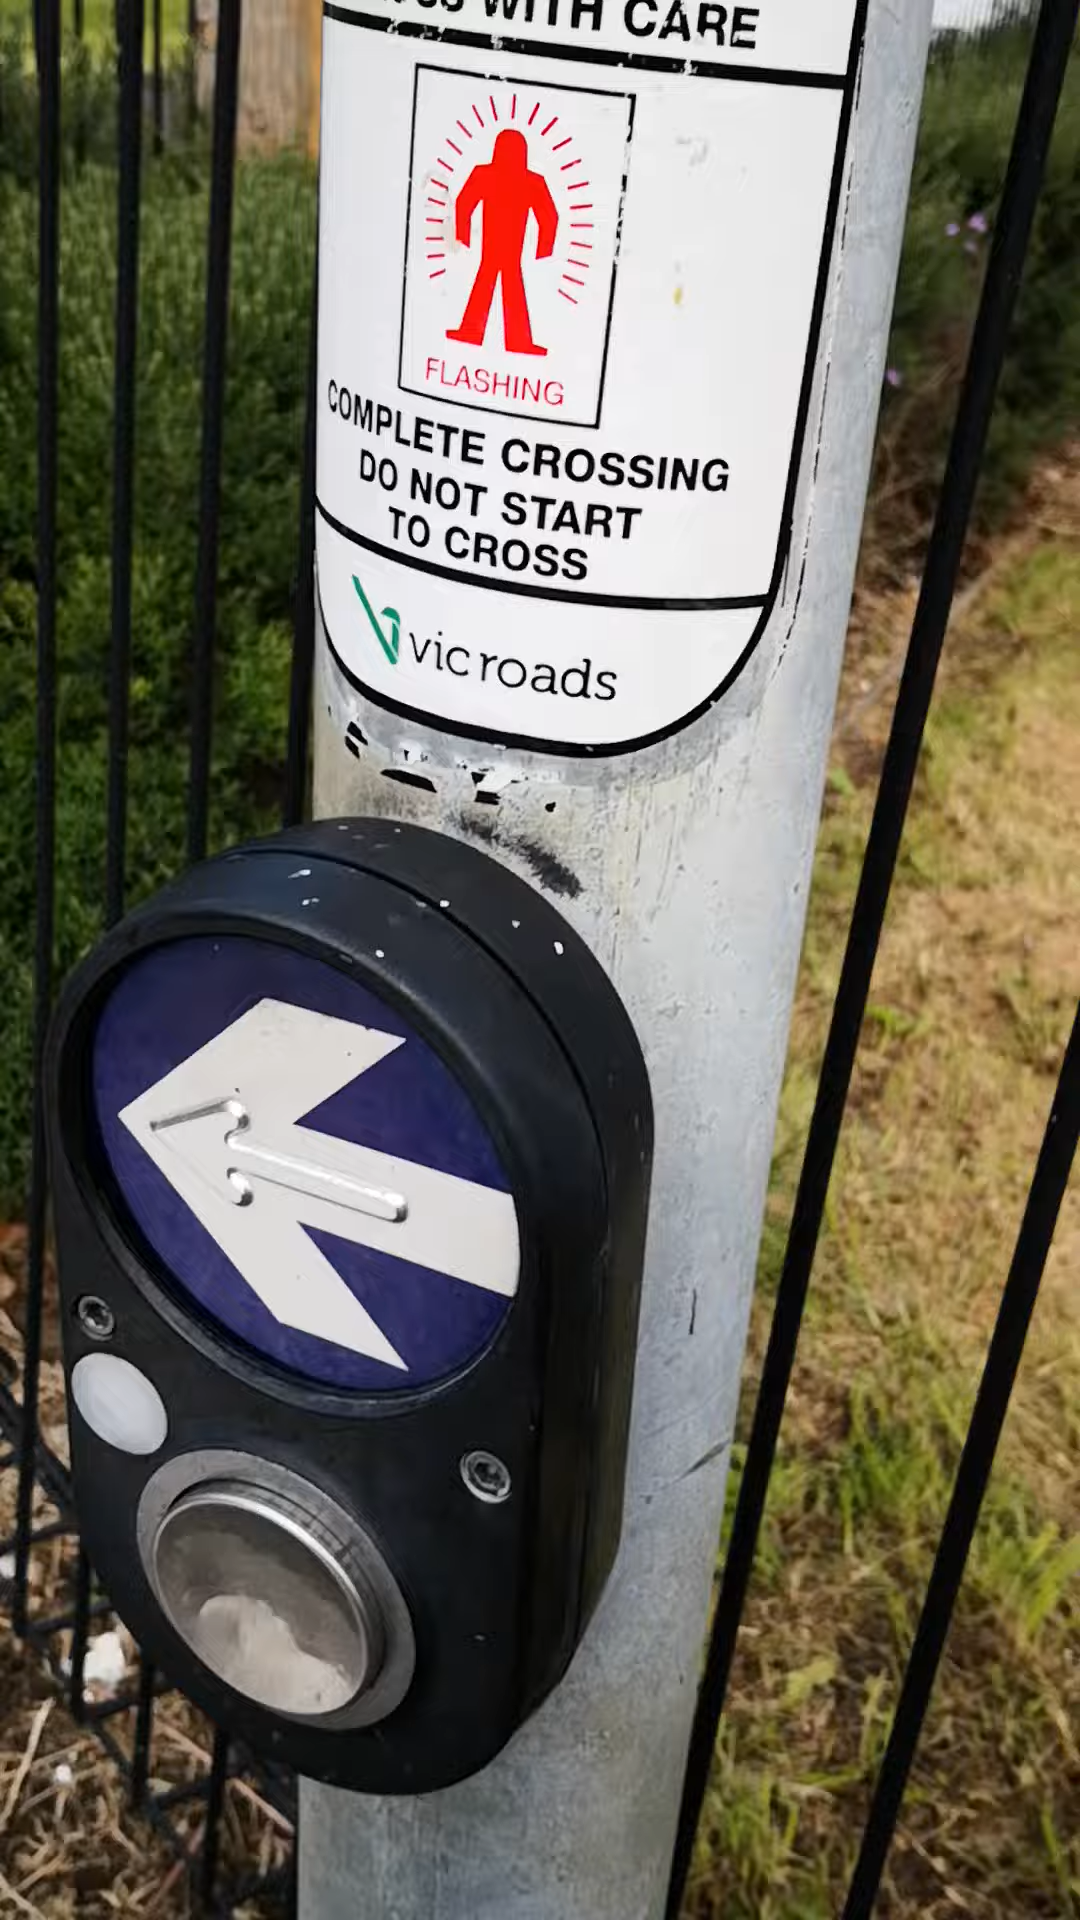 WITH CARE
FLASHING
COMPLETE CROSSING
DO NOT START
TO CROSS
vicroads